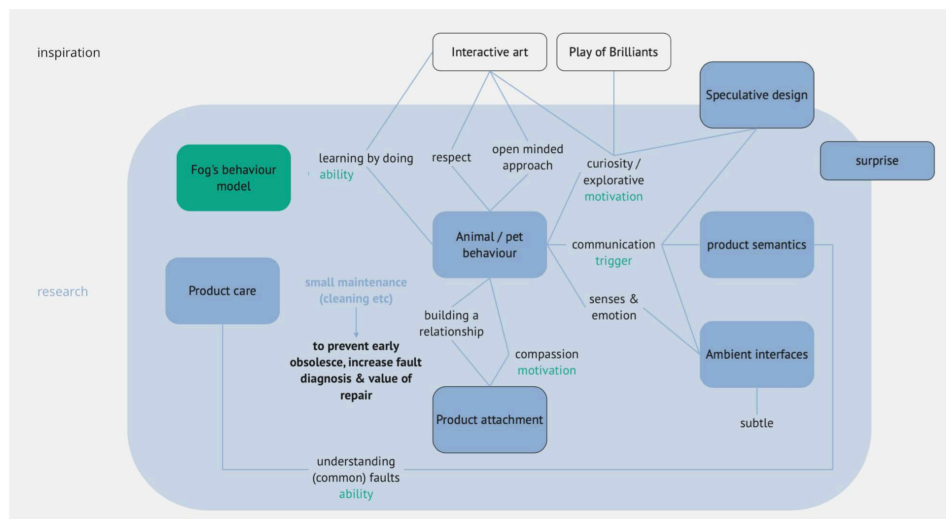 inspiration
Interactive art
Play of Brilliants
Speculative design
surprise
Fog's behaviour
model
learning by doing
ability
respect
open minded
approach
curiosity /
explorative
motivation
Animal / pet
behaviour
communication
trigger
product semantics
research
Product care
small maintenance
(cleaning etc)
to prevent early
obsolesce, increase fault
diagnosis & value of
repair
building a
relationship
compassion
motivation
senses &
emotion
Ambient interfaces
subtle
Product attachment
understanding
(common) faults
ability